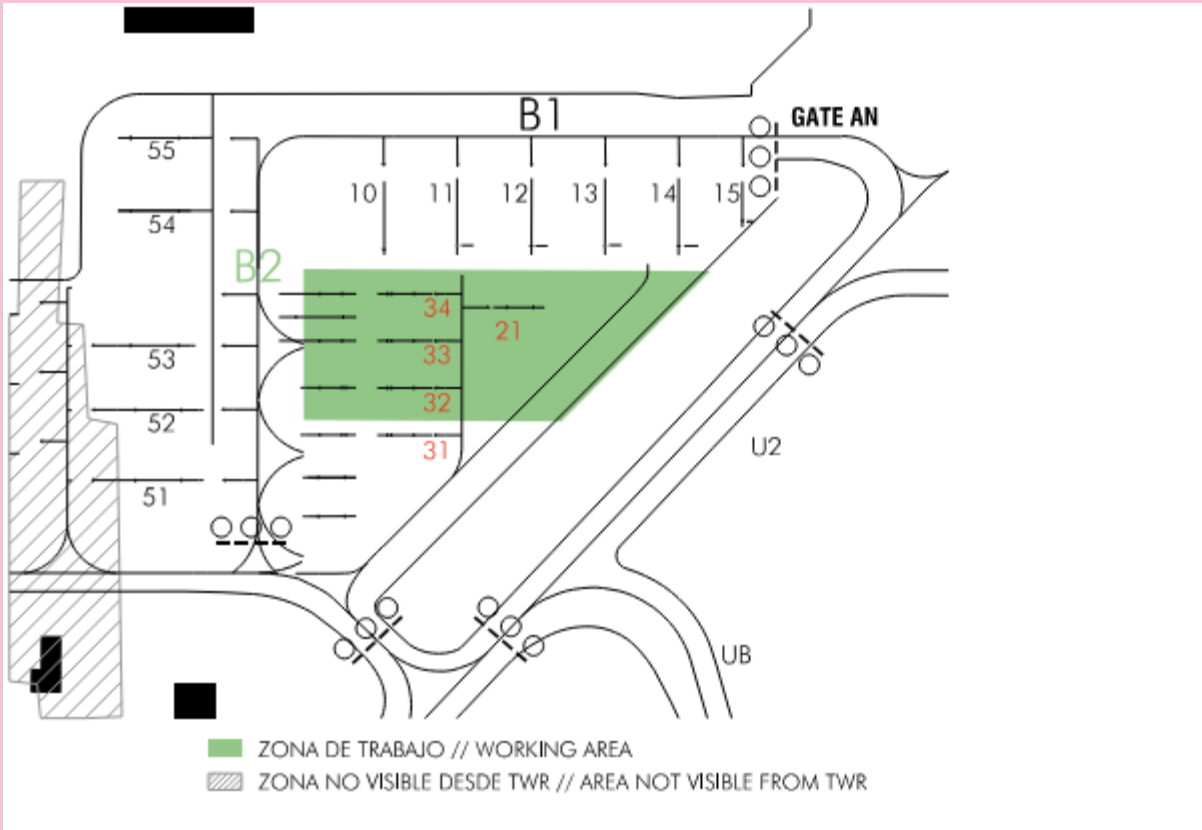 B1
GATE AN
55
10
11
12
13
14
15
54
B2
34
21
53
33
32
52
31
U2
51
UB
ZONA DE TRABAJO // WORKING AREA
ZONA NO VISIBLE DESDE TWR // AREA NOT VISIBLE FROM TWR